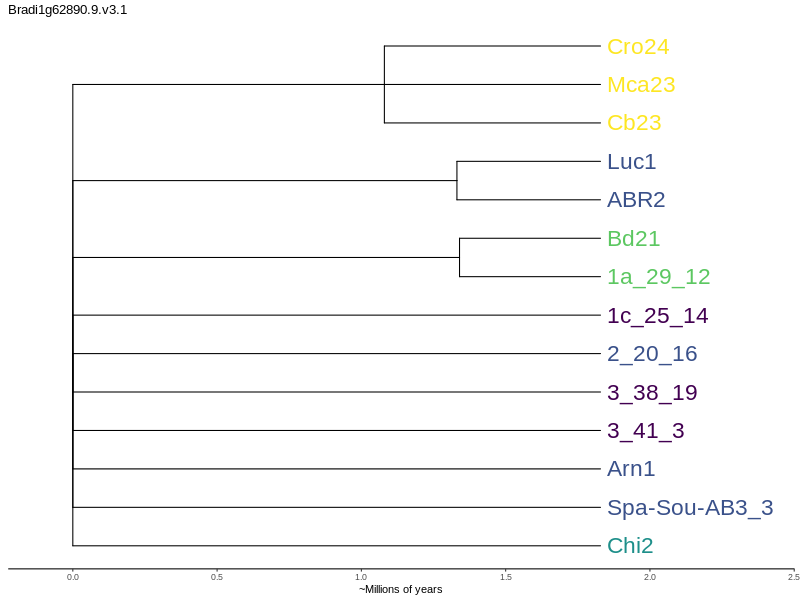 Bradi1g62890.9.v3.1
Cro24
Mca23
Cb23
Luc1
ABR2
Bd21
1a_29_12
1c_25_14
2_20_16
3_38_19
3_41_3
Arn1
Spa-Sou-AB3_3
Chi2
0.0 0.5 1.0 1.5 2.0 2.5
~Millions of years